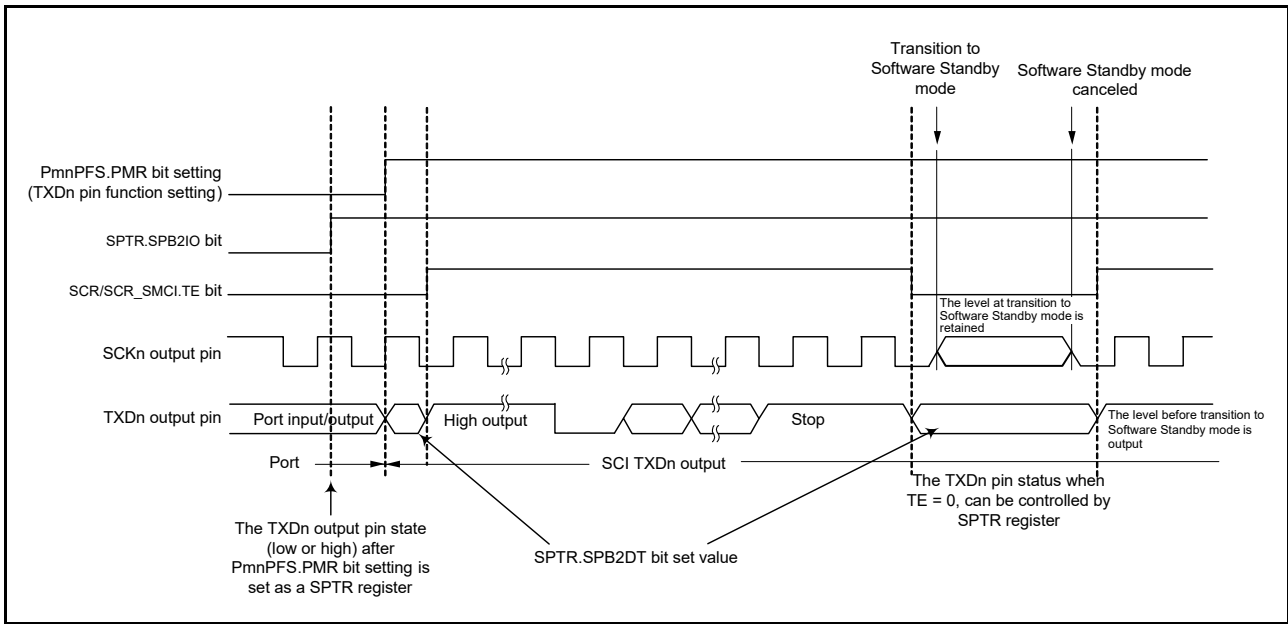 Transition to
Software Standby
mode
Software Standby mode
canceled
PmnPFS.PMR bit setting
(TXDn pin function setting)
SPTR.SPB2IO bit
SCR/SCR_SMCI.TE bit
The level at transition to
Software Standby mode is
retained
SCKn output pin
TXDn output pin
Port input/output
High output
Stop
The level before transition to
Software Standby mode is
output
Port
SCI TXDn output
The TXDn pin status when
TE = 0, can be controlled by
SPTR register
The TXDn output pin state
(low or high) after
PmnPFS.PMR bit setting is
set as a SPTR register
SPTR.SPB2DT bit set value